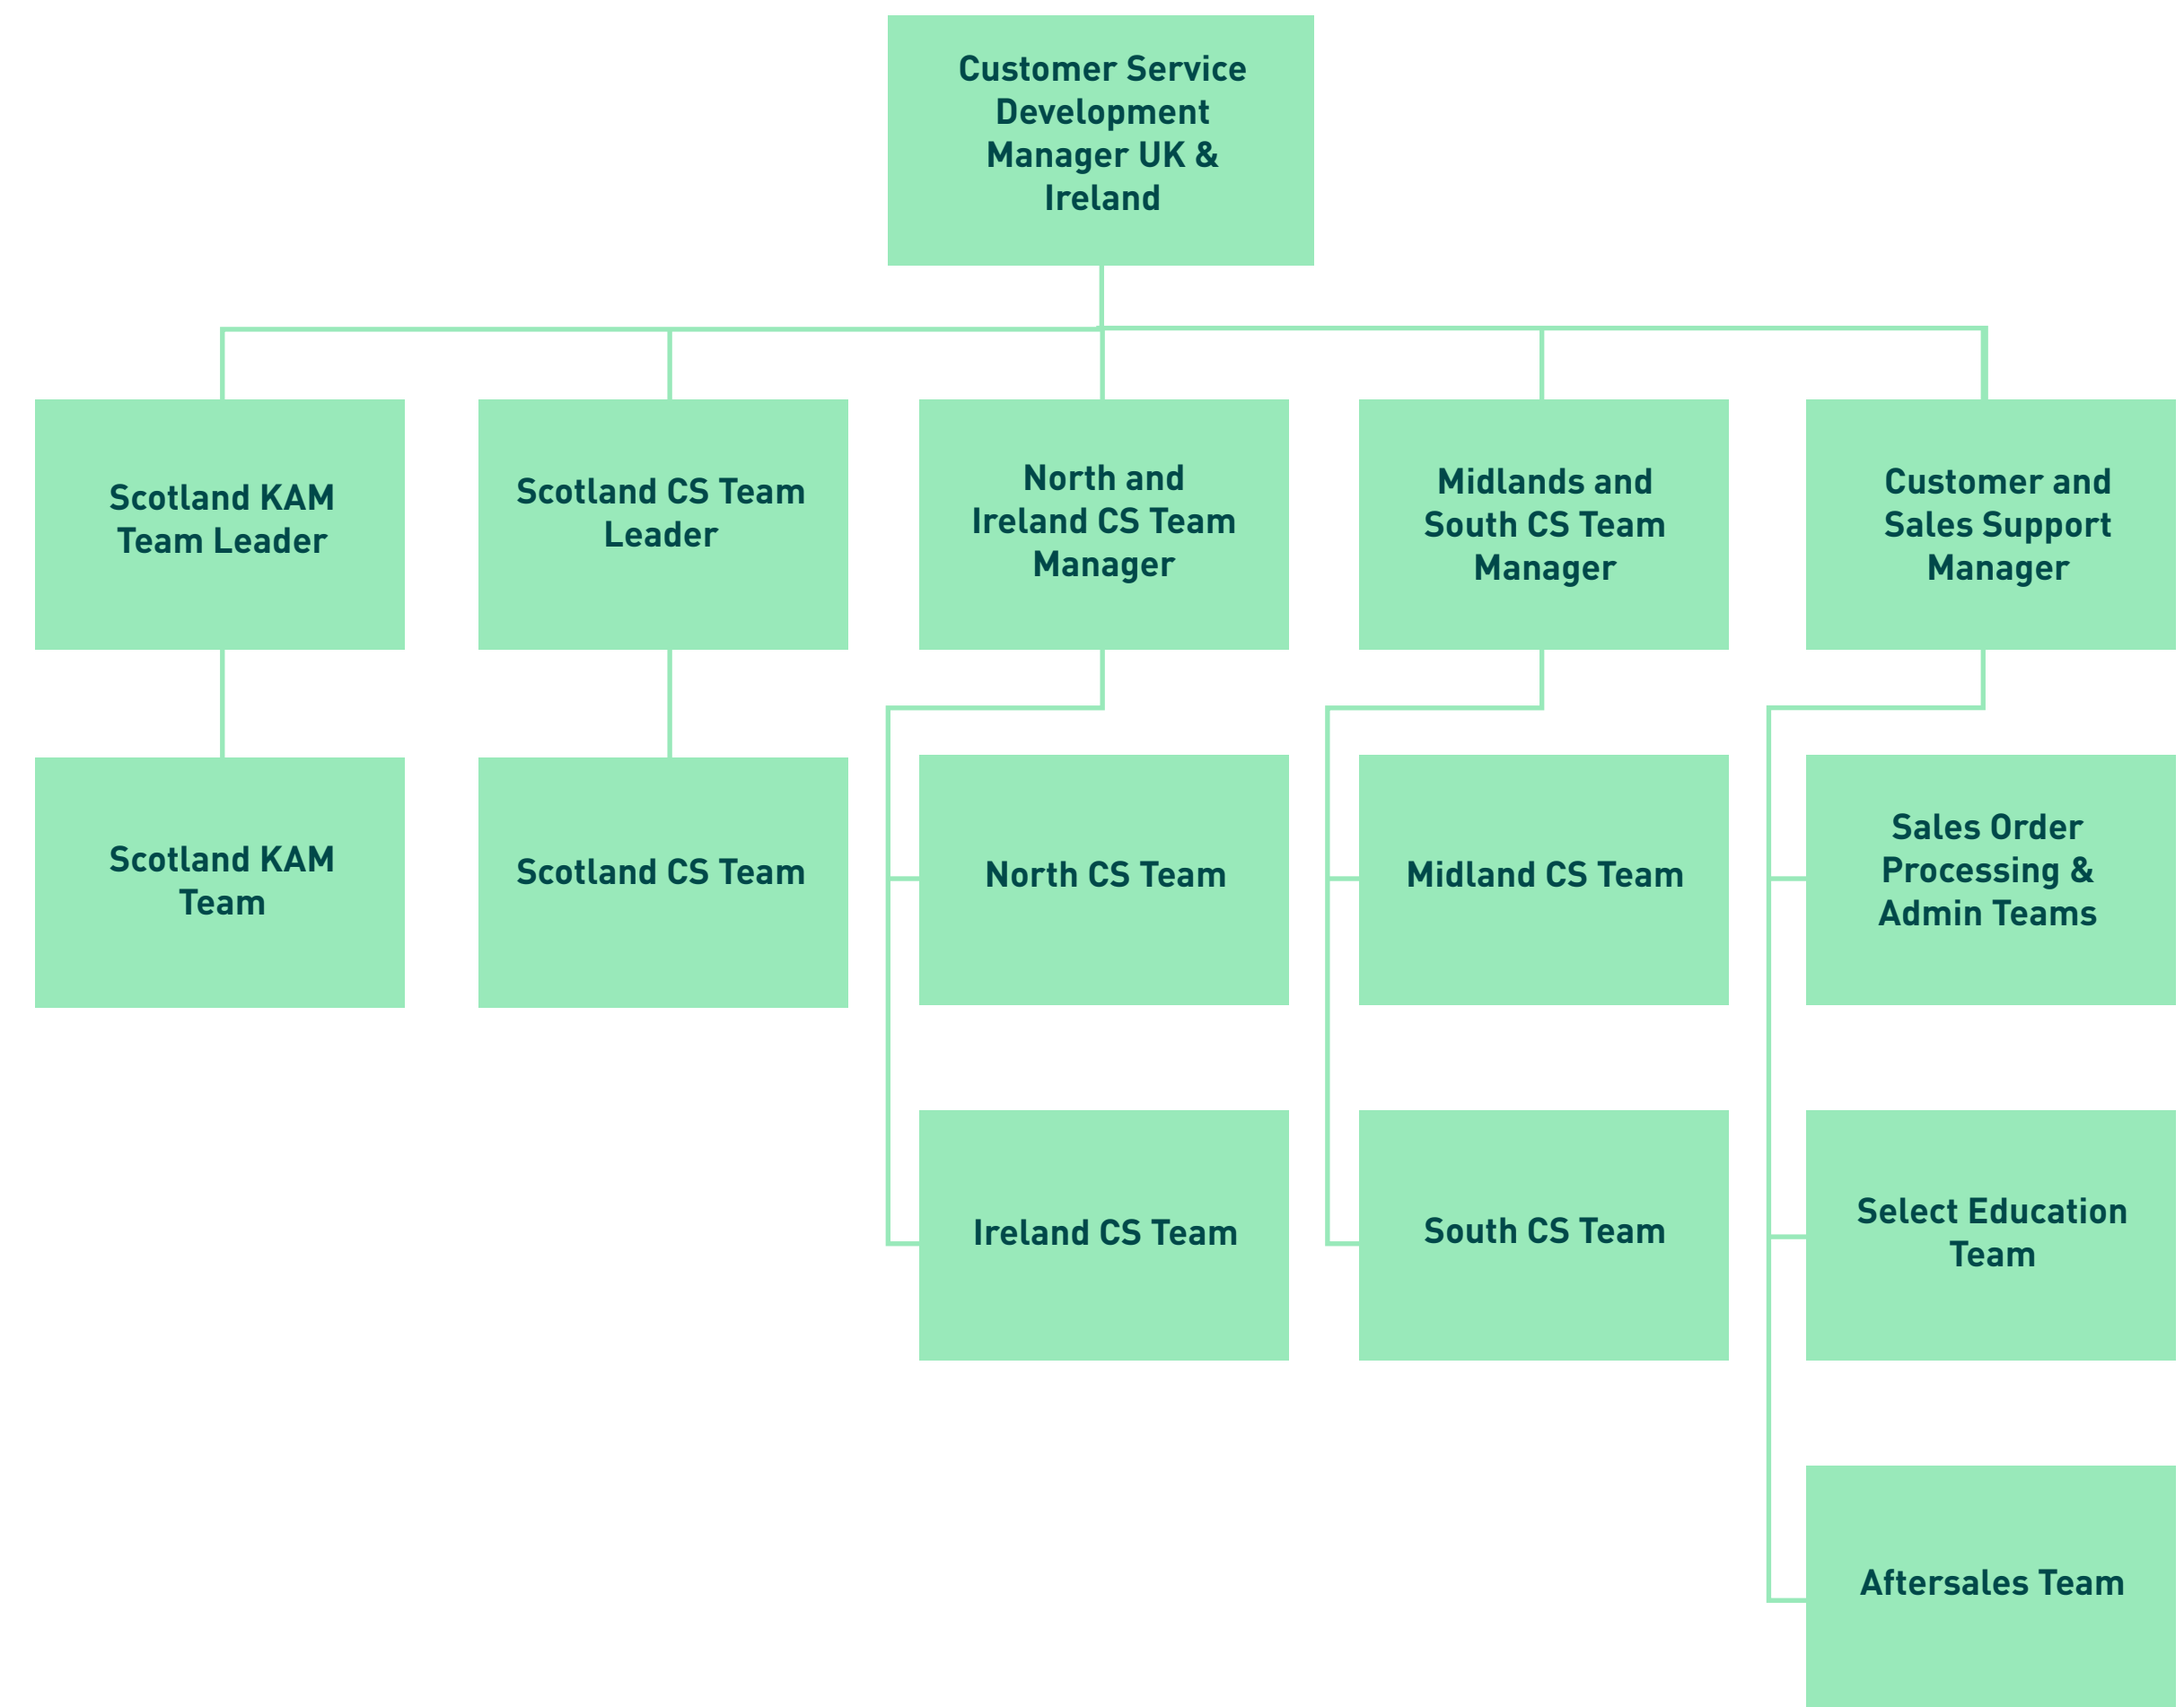 Customer Service
Development
Manager UK &
Ireland
Scotland KAM
Team Leader
Scotland CS Team
Leader
North and
Ireland CS Team
Manager
Midlands and
South CS Team
Manager
Customer and
Sales Support
Manager
Scotland KAM
Team
Scotland CS Team
North CS Team
Midland CS Team
Sales Order
Processing &
Admin Teams
Ireland CS Team
South CS Team
Select Education
Team
Aftersales Team